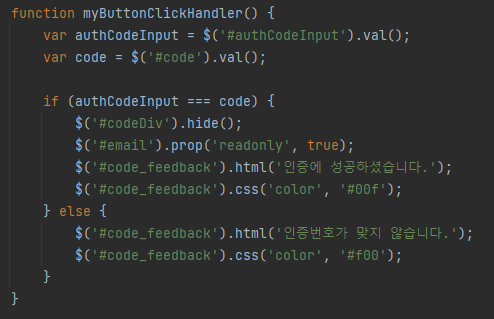 function myButtonClickHandler() {
    var authCodeInput = $('#authCodeInput').val();
    var code = $('#code').val();

    if (authCodeInput === code) {
        $('#codeDiv').hide();
        $('#email').prop('readonly', true);
        $('#code_feedback').html('인증에 성공하셨습니다.');
        $('#code_feedback').css('color', '#00f');
    } else {
        $('#code_feedback').html('인증번호가 맞지 않습니다.');
        $('#code_feedback').css('color', '#f00');
    }
}